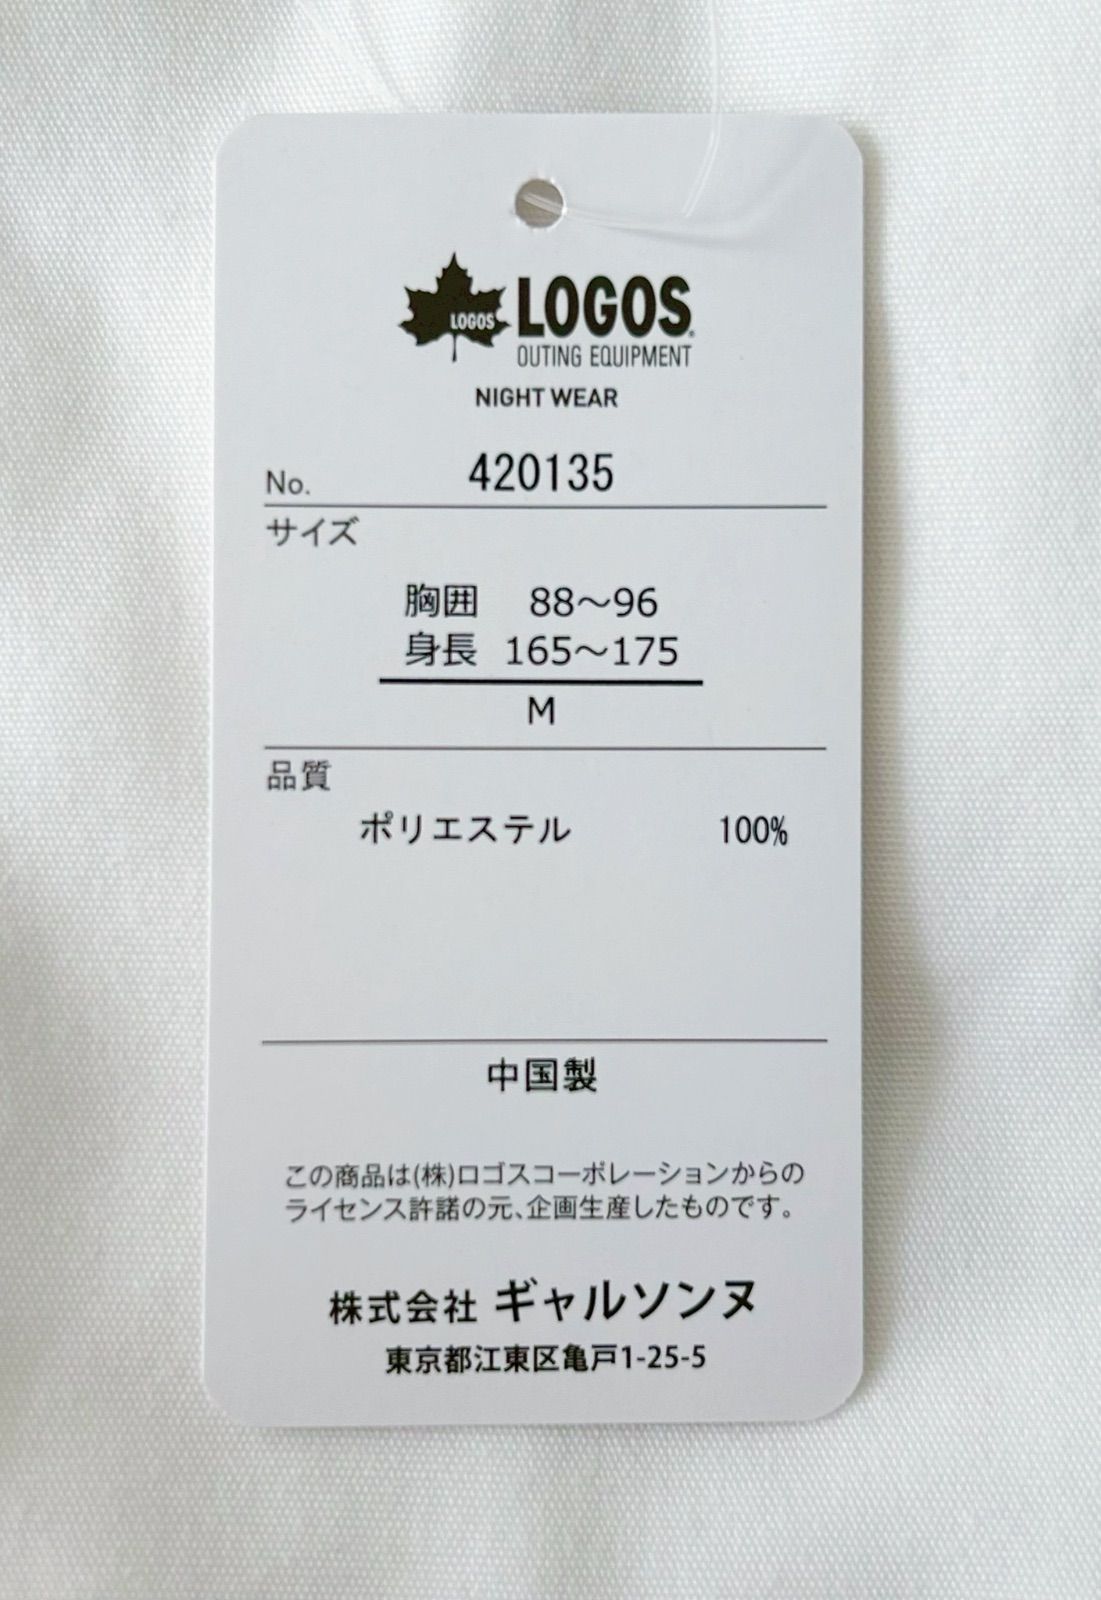 LOGOS
LOGOS
OUTING EQUIPMENT
NIGHT WEAR
No. 420135
サイズ
胸囲 88～96
身長 165～175
M
品質
ポリエステル 100%
中国製
この商品は(株)ロゴスコーポレーションからの
ライセンス許諾の元、企画生産したものです。
株式会社 ギャルソンヌ
東京都江東区亀戸1-25-5